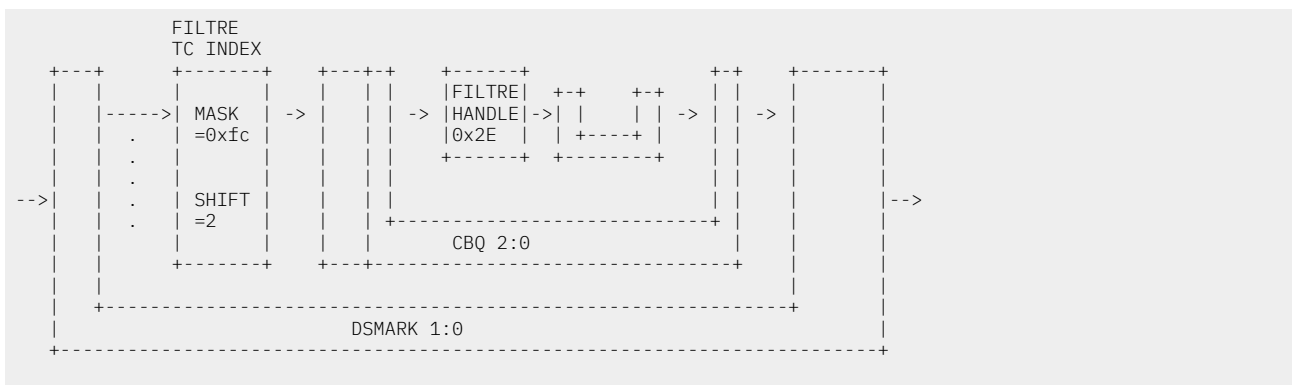 FILTRE
TC INDEX
+---+ +-------+ +---+-+ +------+ +-+ +-------+
| | | | | | | |FILTRE| +-+ +-+ | | | |
| |----->| MASK | -> | | | -> |HANDLE|->| | | | -> | | | -> | |
| | . | =0xfc | | | | |0x2E | | +----+ | | | | |
| | . | | | | | +------+ +--------+ | | | |
| | . | | | | | | | | |
-->| | . | SHIFT | | | | | | | |-->
| | . | =2 | | | +---------------------------+ | | |
| | | | | | CBQ 2:0 | | |
| | +-------+ +---+---------------------------------+ | |
| | | |
| +-------------------------------------------------------------+ |
| DSMARK 1:0 |
+-------------------------------------------------------------------------+